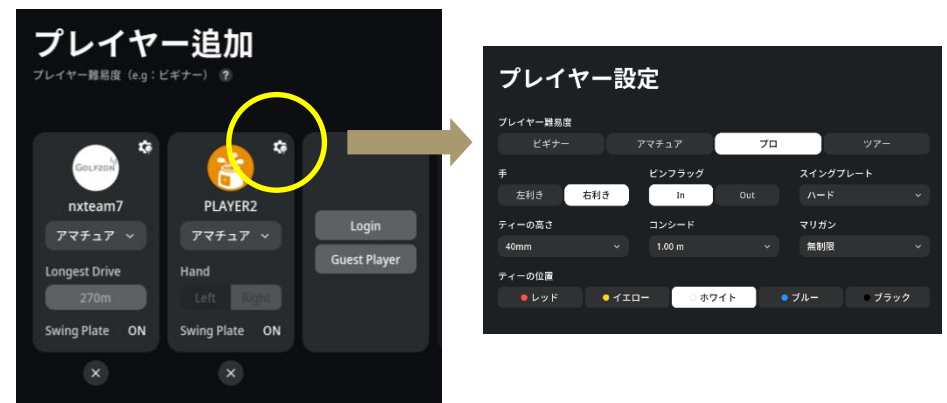 プレイヤー追加
プレイヤー難易度（e.g：ビギナー） ?
GOLFZON
nxteam7
アマチュア
Longest Drive
270m
Swing Plate ON
PLAYER2
アマチュア
Hand
Left Right
Swing Plate ON
Login
Guest Player
プレイヤー設定
プレイヤー難易度
ビギナー アマチュア プロ ツアー
手 ピンフラッグ スイングプレート
左利き 右利き In Out ハード
ティーの高さ コンシード マリガン
40mm 1.00 m 無制限
ティーの位置
レッド イエロー ホワイト ブルー ブラック